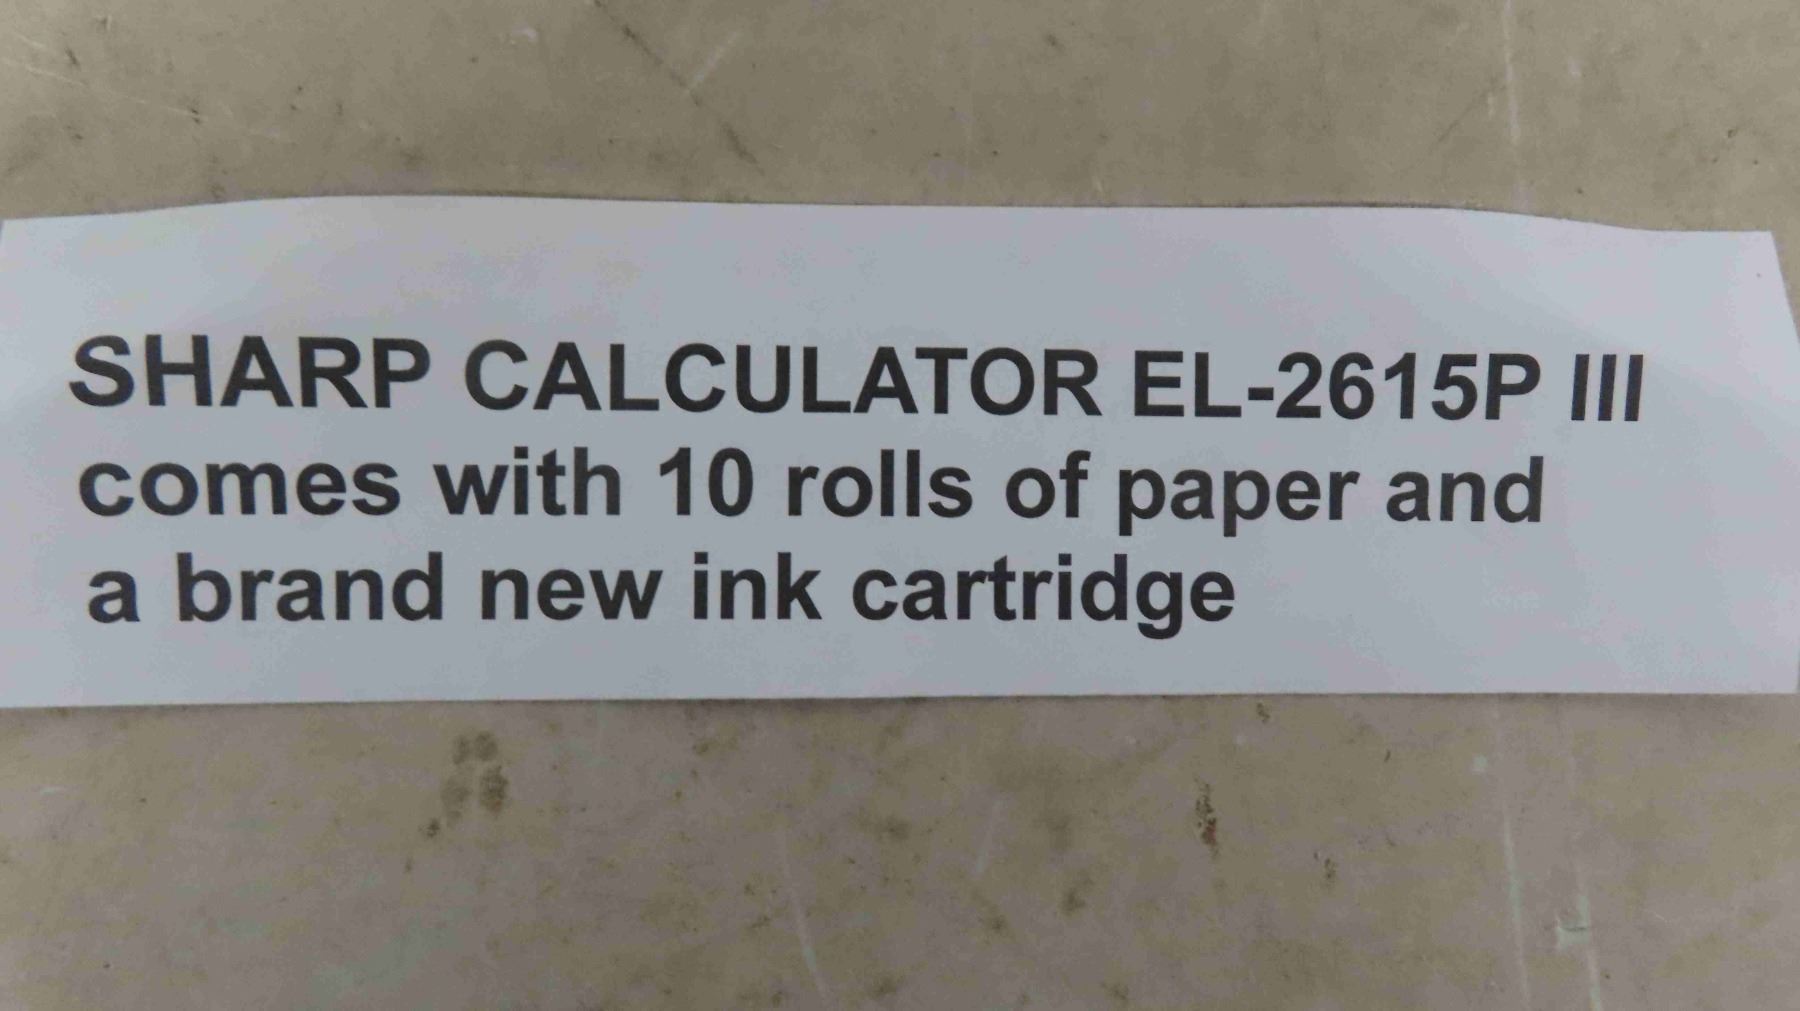 SHARP CALCULATOR EL-2615P III
comes with 10 rolls of paper and
a brand new ink cartridge